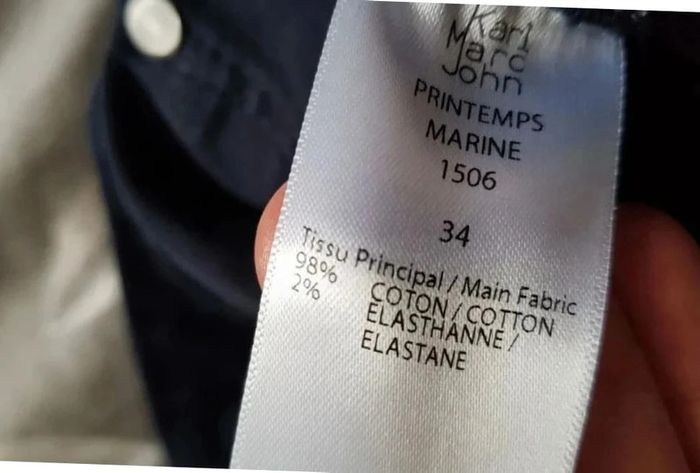 Karl
Marc
John
PRINTEMPS
MARINE
1506
34
Tissu Principal / Main Fabric
98% COTON / COTTON
2% ELASTHANNE /
ELASTANE